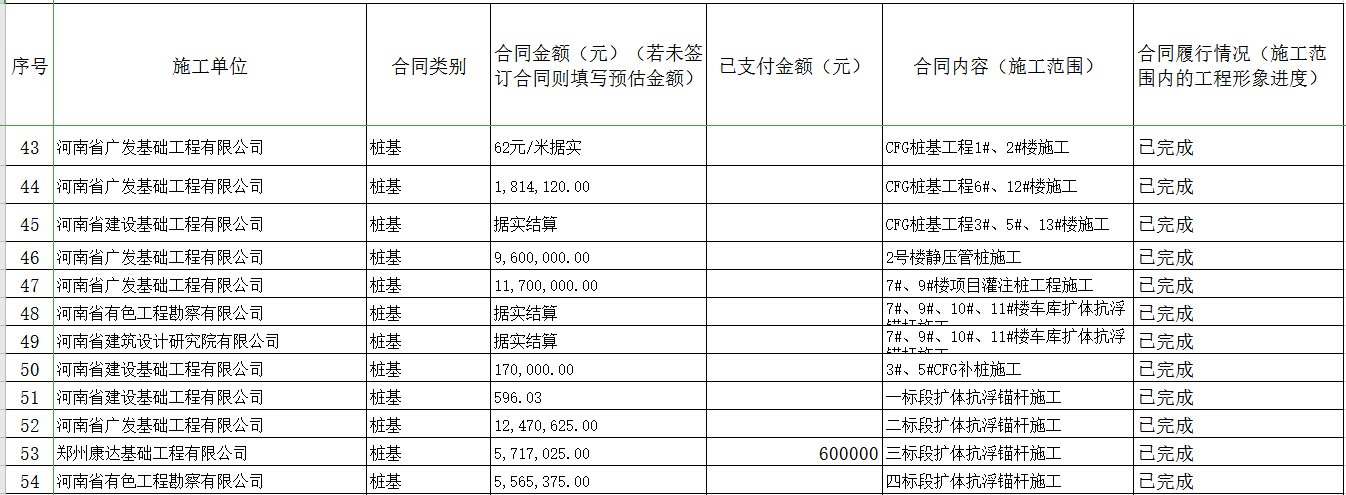 序号 施工单位 合同类别 合同金额（元）（若未签订合同则填写预估金额） 已支付金额（元） 合同内容（施工范围） 合同履行情况（施工范围内的工程形象进度）
43 河南省广发基础工程有限公司 桩基 62元/米据实 CFG桩基工程1#、2#楼施工 已完成
44 河南省广发基础工程有限公司 桩基 1,814,120.00 CFG桩基工程6#、12#楼施工 已完成
45 河南省建设基础工程有限公司 桩基 据实结算 CFG桩基工程3#、5#、13#楼施工 已完成
46 河南省广发基础工程有限公司 桩基 9,600,000.00 2号楼静压管桩施工 已完成
47 河南省广发基础工程有限公司 桩基 11,700,000.00 7#、9#楼项目灌注桩工程施工 已完成
48 河南省有色工程勘察有限公司 桩基 据实结算 7#、9#、10#、11#楼车库扩体抗浮锚杆施工 已完成
49 河南省建筑设计研究院有限公司 桩基 据实结算 7#、9#、10#、11#楼车库扩体抗浮锚杆施工 已完成
50 河南省建设基础工程有限公司 桩基 170,000.00 3#、5#CFG补桩施工 已完成
51 河南省建设基础工程有限公司 桩基 596.03 一标段扩体抗浮锚杆施工 已完成
52 河南省广发基础工程有限公司 桩基 12,470,625.00 二标段扩体抗浮锚杆施工 已完成
53 郑州康达基础工程有限公司 桩基 5,717,025.00 600000 三标段扩体抗浮锚杆施工 已完成
54 河南省有色工程勘察有限公司 桩基 5,565,375.00 四标段扩体抗浮锚杆施工 已完成